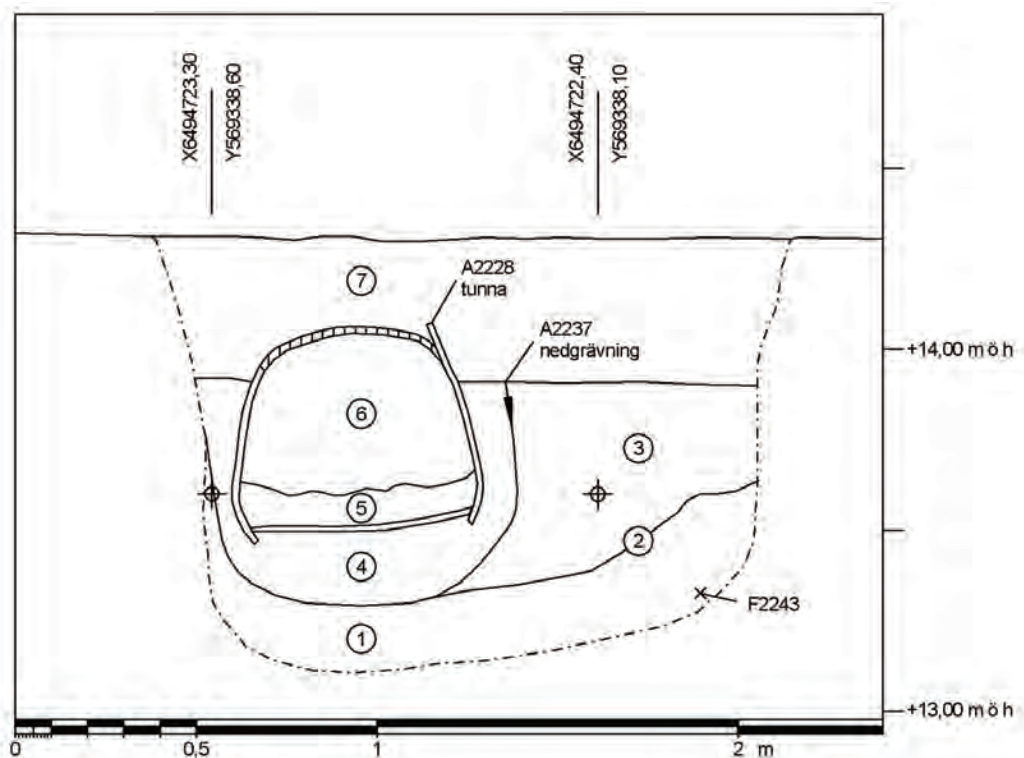 X6494723,30
Y569338,60
X6494722,40
Y569338,10
A2228
tunna
7
A2237
nedgrävning
+14,00 m ö h
6
3
5
2
4
F2243
1
+13,00 m ö h
0 0,5 1 2 m